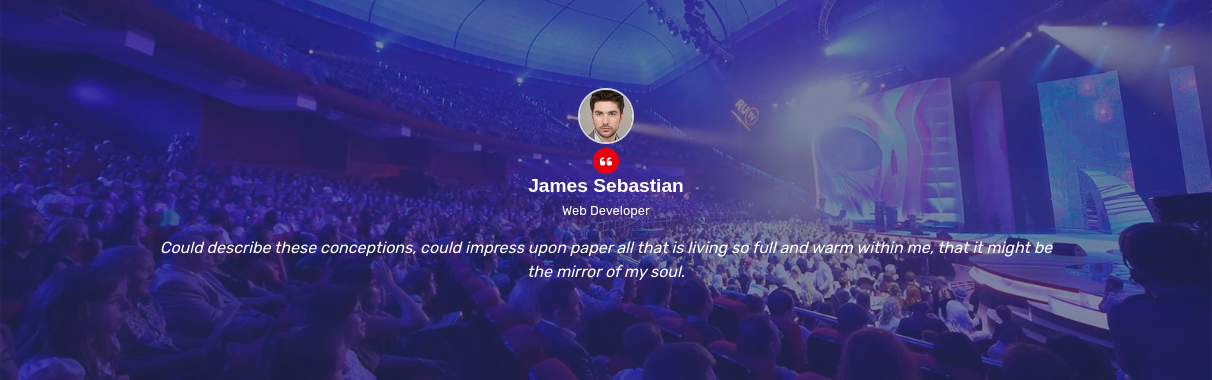 James Sebastian
Web Developer
Could describe these conceptions, could impress upon paper all that is living so full and warm within me, that it might be
the mirror of my soul.